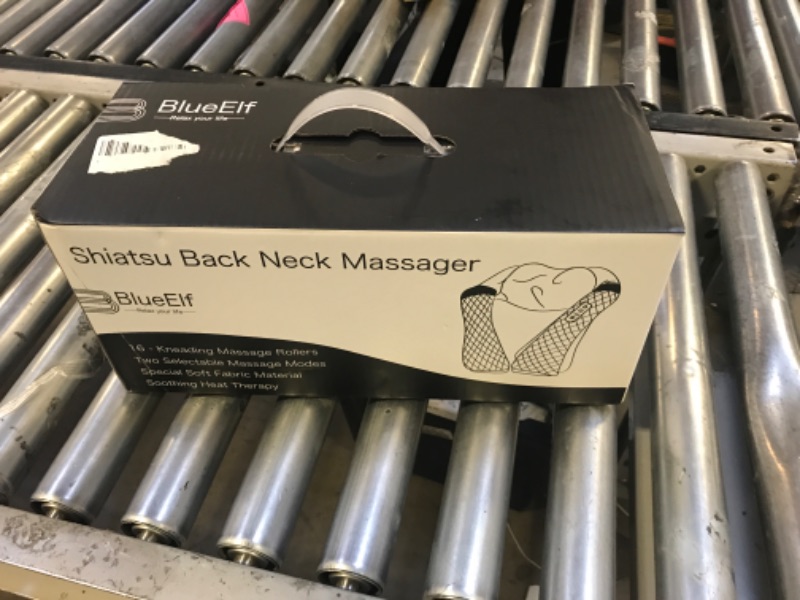 BlueElf
Relax your life
Shiatsu Back Neck Massager
BlueElf
Relax your life
16 - Kneading Massage Rollers
Two Selectable Massage Modes
Special Soft Fabric Material
Soothing Heat Therapy